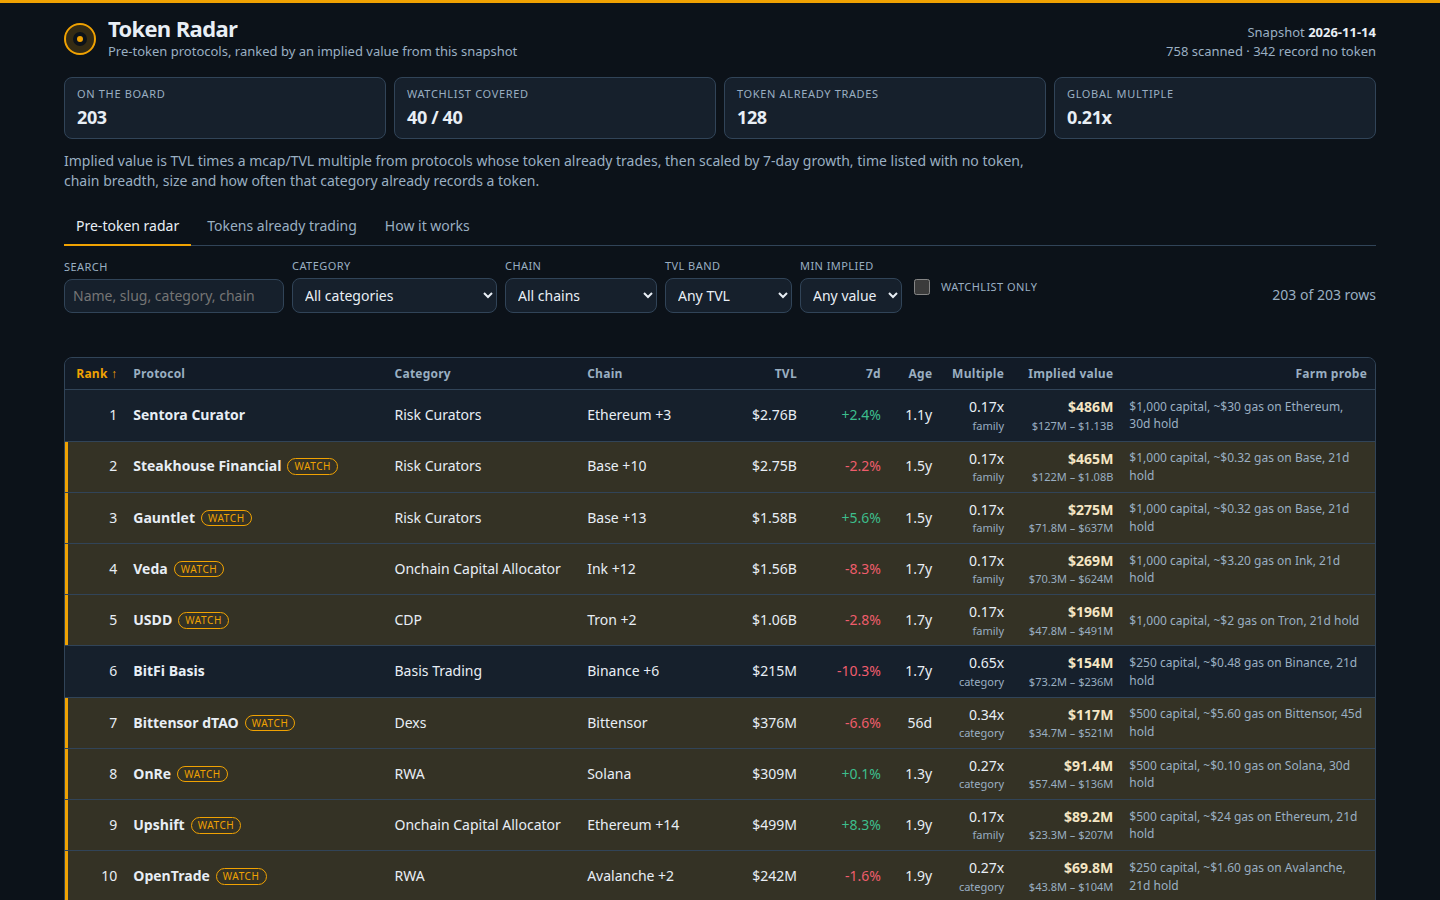 Token Radar
Pre-token protocols, ranked by an implied value from this snapshot
Snapshot 2026-11-14
758 scanned · 342 record no token
ON THE BOARD
203
WATCHLIST COVERED
40 / 40
TOKEN ALREADY TRADES
128
GLOBAL MULTIPLE
0.21x
Implied value is TVL times a mcap/TVL multiple from protocols whose token already trades, then scaled by 7-day growth, time listed with no token,
chain breadth, size and how often that category already records a token.
Pre-token radar Tokens already trading How it works
SEARCH CATEGORY CHAIN TVL BAND MIN IMPLIED
Name, slug, category, chain All categories All chains Any TVL Any value WATCHLIST ONLY 203 of 203 rows
Rank ↑ Protocol Category Chain TVL 7d Age Multiple Implied value Farm probe
1 Sentora Curator Risk Curators Ethereum +3 $2.76B +2.4% 1.1y 0.17x $486M $1,000 capital, ~$30 gas on Ethereum,
family $127M – $1.13B 30d hold
2 Steakhouse Financial WATCH Risk Curators Base +10 $2.75B -2.2% 1.5y 0.17x $465M $1,000 capital, ~$0.32 gas on Base, 21d
family $122M – $1.08B hold
3 Gauntlet WATCH Risk Curators Base +13 $1.58B +5.6% 1.5y 0.17x $275M $1,000 capital, ~$0.32 gas on Base, 21d
family $71.8M – $637M hold
4 Veda WATCH Onchain Capital Allocator Ink +12 $1.56B -8.3% 1.7y 0.17x $269M $1,000 capital, ~$3.20 gas on Ink, 21d
family $70.3M – $624M hold
5 USDD WATCH CDP Tron +2 $1.06B -2.8% 1.7y 0.17x $196M $1,000 capital, ~$2 gas on Tron, 21d hold
family $47.8M – $491M
6 BitFi Basis Basis Trading Binance +6 $215M -10.3% 1.7y 0.65x $154M $250 capital, ~$0.48 gas on Binance, 21d
category $73.2M – $236M hold
7 Bittensor dTAO WATCH Dexs Bittensor $376M -6.6% 56d 0.34x $117M $500 capital, ~$5.60 gas on Bittensor, 45d
category $34.7M – $521M hold
8 OnRe WATCH RWA Solana $309M +0.1% 1.3y 0.27x $91.4M $500 capital, ~$0.10 gas on Solana, 30d
category $57.4M – $136M hold
9 Upshift WATCH Onchain Capital Allocator Ethereum +14 $499M +8.3% 1.9y 0.17x $89.2M $500 capital, ~$24 gas on Ethereum, 21d
family $23.3M – $207M hold
10 OpenTrade WATCH RWA Avalanche +2 $242M -1.6% 1.9y 0.27x $69.8M $250 capital, ~$1.60 gas on Avalanche,
category $43.8M – $104M 21d hold